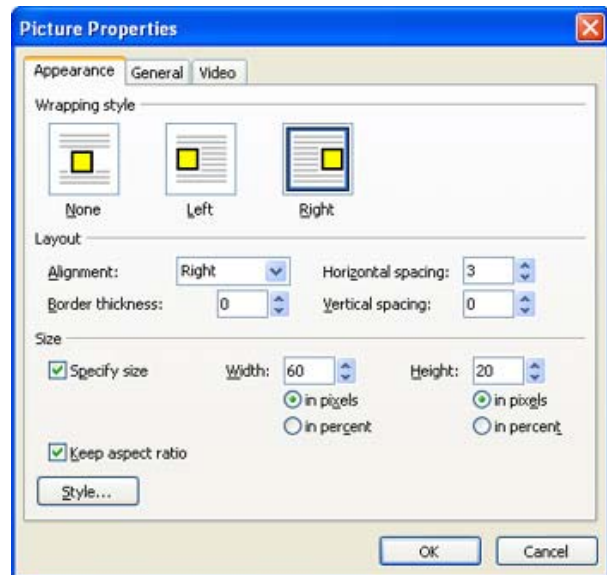 Picture Properties
Appearance General Video
Wrapping style
None Left Right
Layout
Alignment: Right Horizontal spacing: 3
Border thickness: 0 Vertical spacing: 0
Size
Specify size Width: 60 Height: 20
in pixels in pixels
in percent in percent
Keep aspect ratio
Style...
OK Cancel